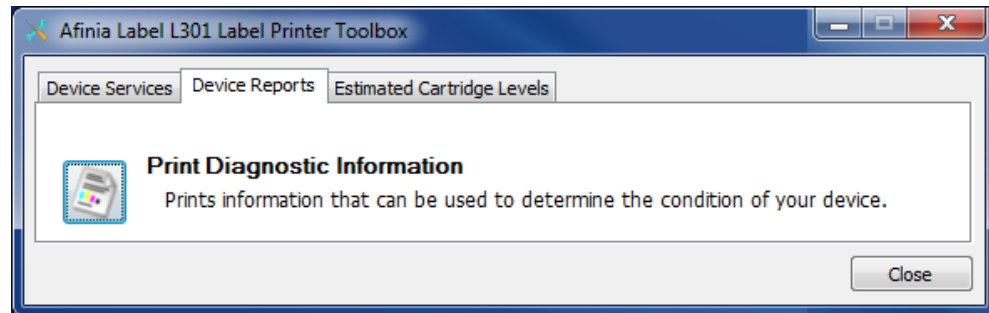 Afinia Label L301 Label Printer Toolbox
Device Services Device Reports Estimated Cartridge Levels
Print Diagnostic Information
Prints information that can be used to determine the condition of your device.
Close